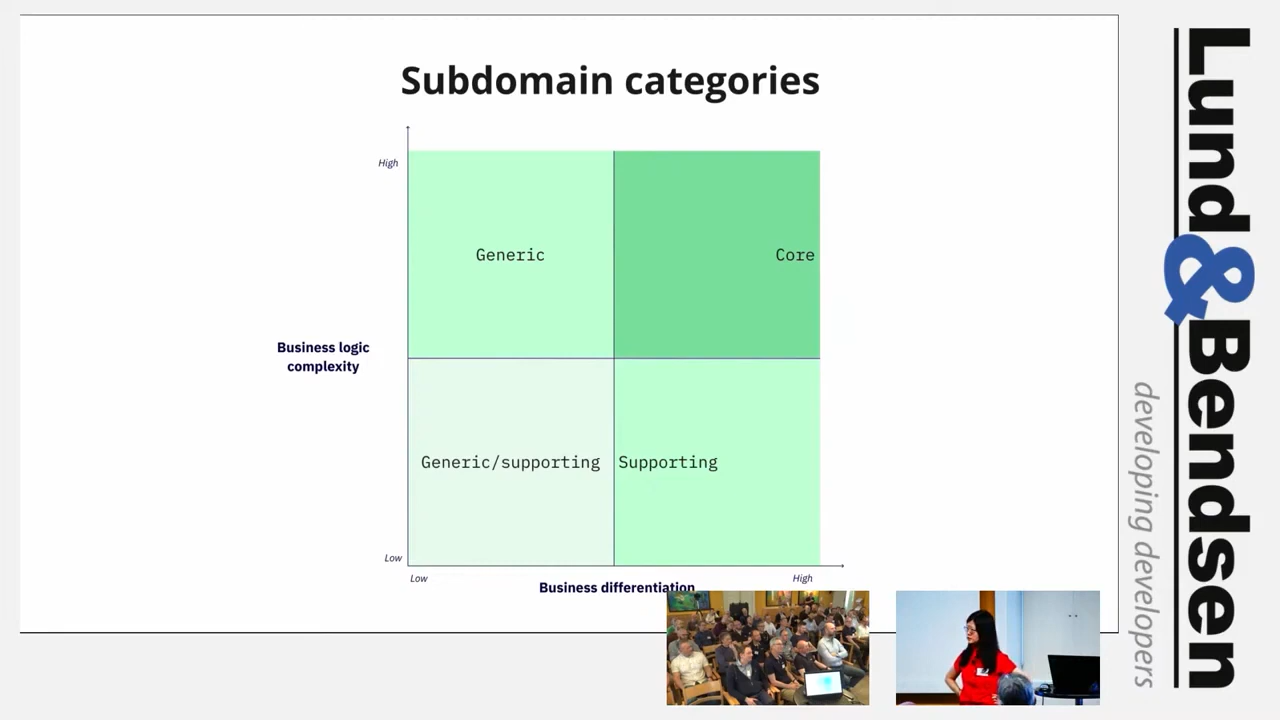 Subdomain categories
High
Generic
Core
Business logic
complexity
Generic/supporting
Supporting
Low
Low
High
Business differentiation
Lund & Bendsen
developing developers